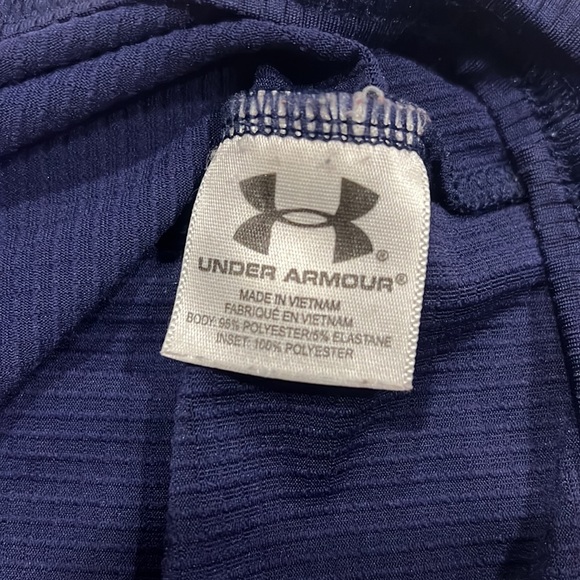 ®
UNDER ARMOUR®
MADE IN VIETNAM
FABRIQUÉ EN VIETNAM
BODY: 95% POLYESTER/5% ELASTANE
INSET: 100% POLYESTER